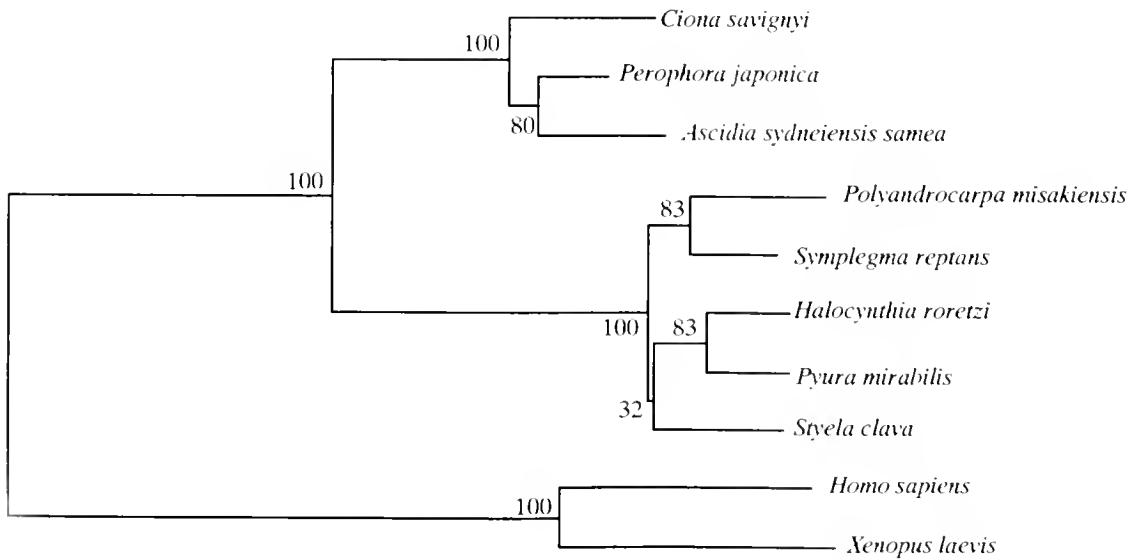 Ciona savignyi
100
Perophora japonica
80
Ascidia sydneiensis samea
100
Polyandrocarpa misakiensis
83
Symplegma reptans
Halocynthia roretzi
100
83
Pyura mirabilis
32
Styela clava
Homo sapiens
100
Xenopus laevis